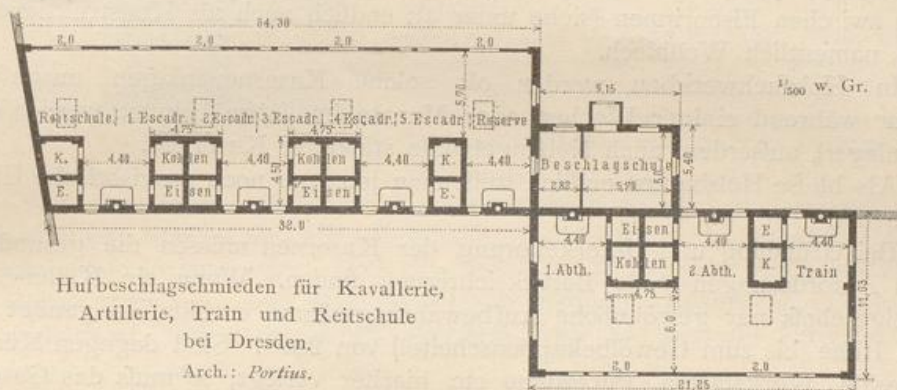 34,30
2,0 2,0 2,0 2,0
1/500 w. Gr.
9,15
5,70
Reitschule. 1.Escadr. 2.Escadr. 3.Escadr. 4.Escadr. 5.Escadr. Reserve
4,75 4,75
K. 4,40 Kohlen 4,40 Kohlen 4,40 K. 4,40
4,50
E. Eisen Eisen E.
Beschlagschule
2,82 5,70
5,40
32,0
4,40 Eisen 4,40 E. 4,40
1.Abth. Kohlen 2.Abth. K. Train
4,75
6,0
11,03
2,0 2,0
21,25
Hufbeschlagschmieden für Kavallerie,
Artillerie, Train und Reitschule
bei Dresden.
Arch.: Portius.